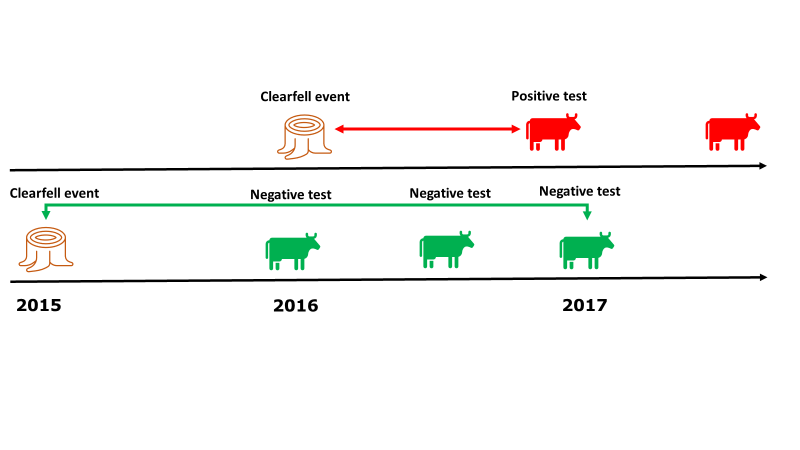 Clearfell event
Positive test
Clearfell event
Negative test
Negative test
Negative test
2015
2016
2017